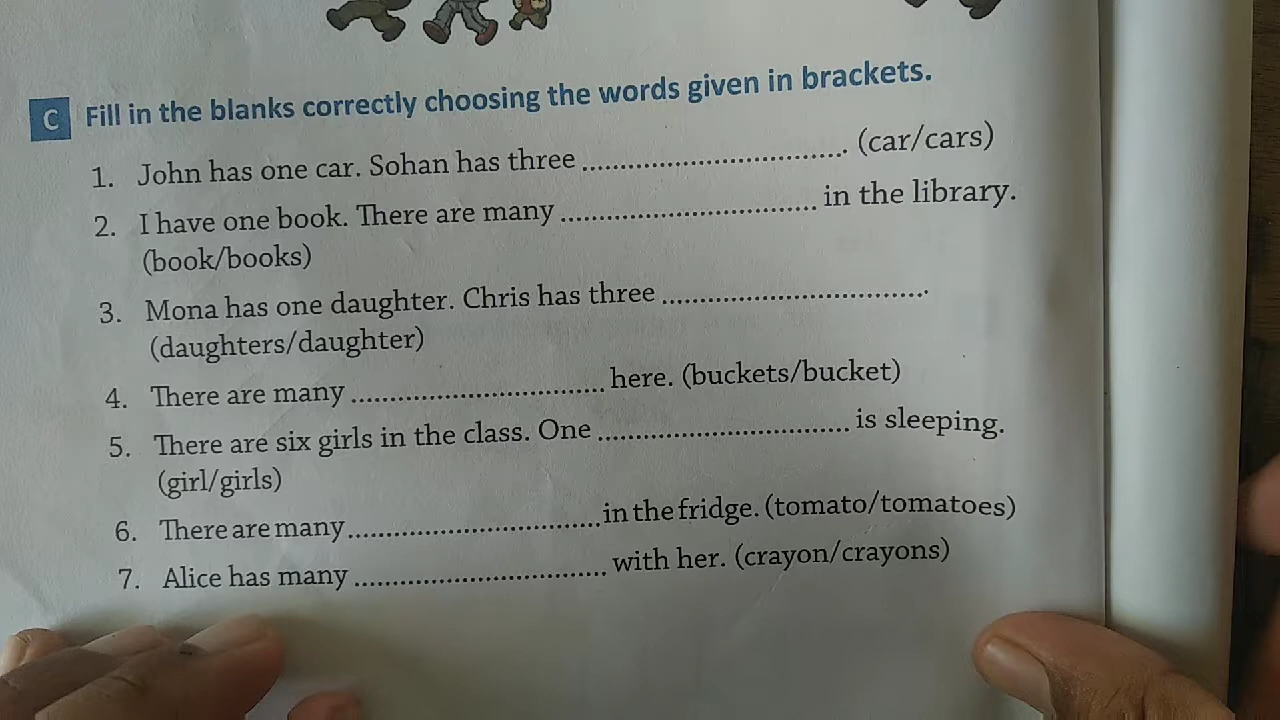 C Fill in the blanks correctly choosing the words given in brackets.
1. John has one car. Sohan has three ................................. (car/cars)
2. I have one book. There are many ................................ in the library.
(book/books)
3. Mona has one daughter. Chris has three .................................
(daughters/daughter)
4. There are many ................................ here. (buckets/bucket)
5. There are six girls in the class. One ................................ is sleeping.
(girl/girls)
6. There are many ................................ in the fridge. (tomato/tomatoes)
7. Alice has many ................................ with her. (crayon/crayons)